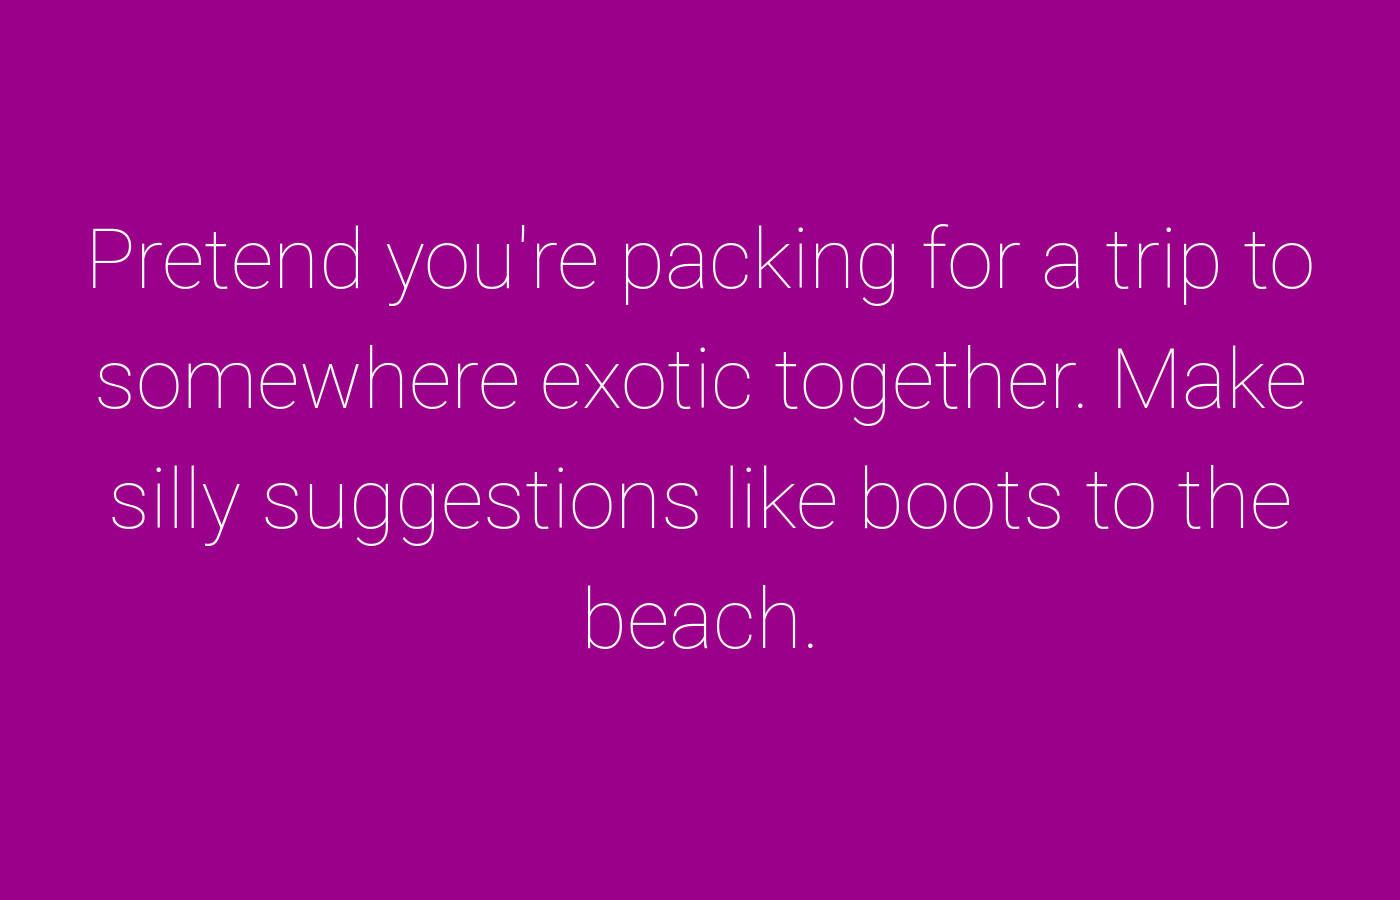 Pretend you're packing for a trip to
somewhere exotic together. Make
silly suggestions like boots to the
beach.